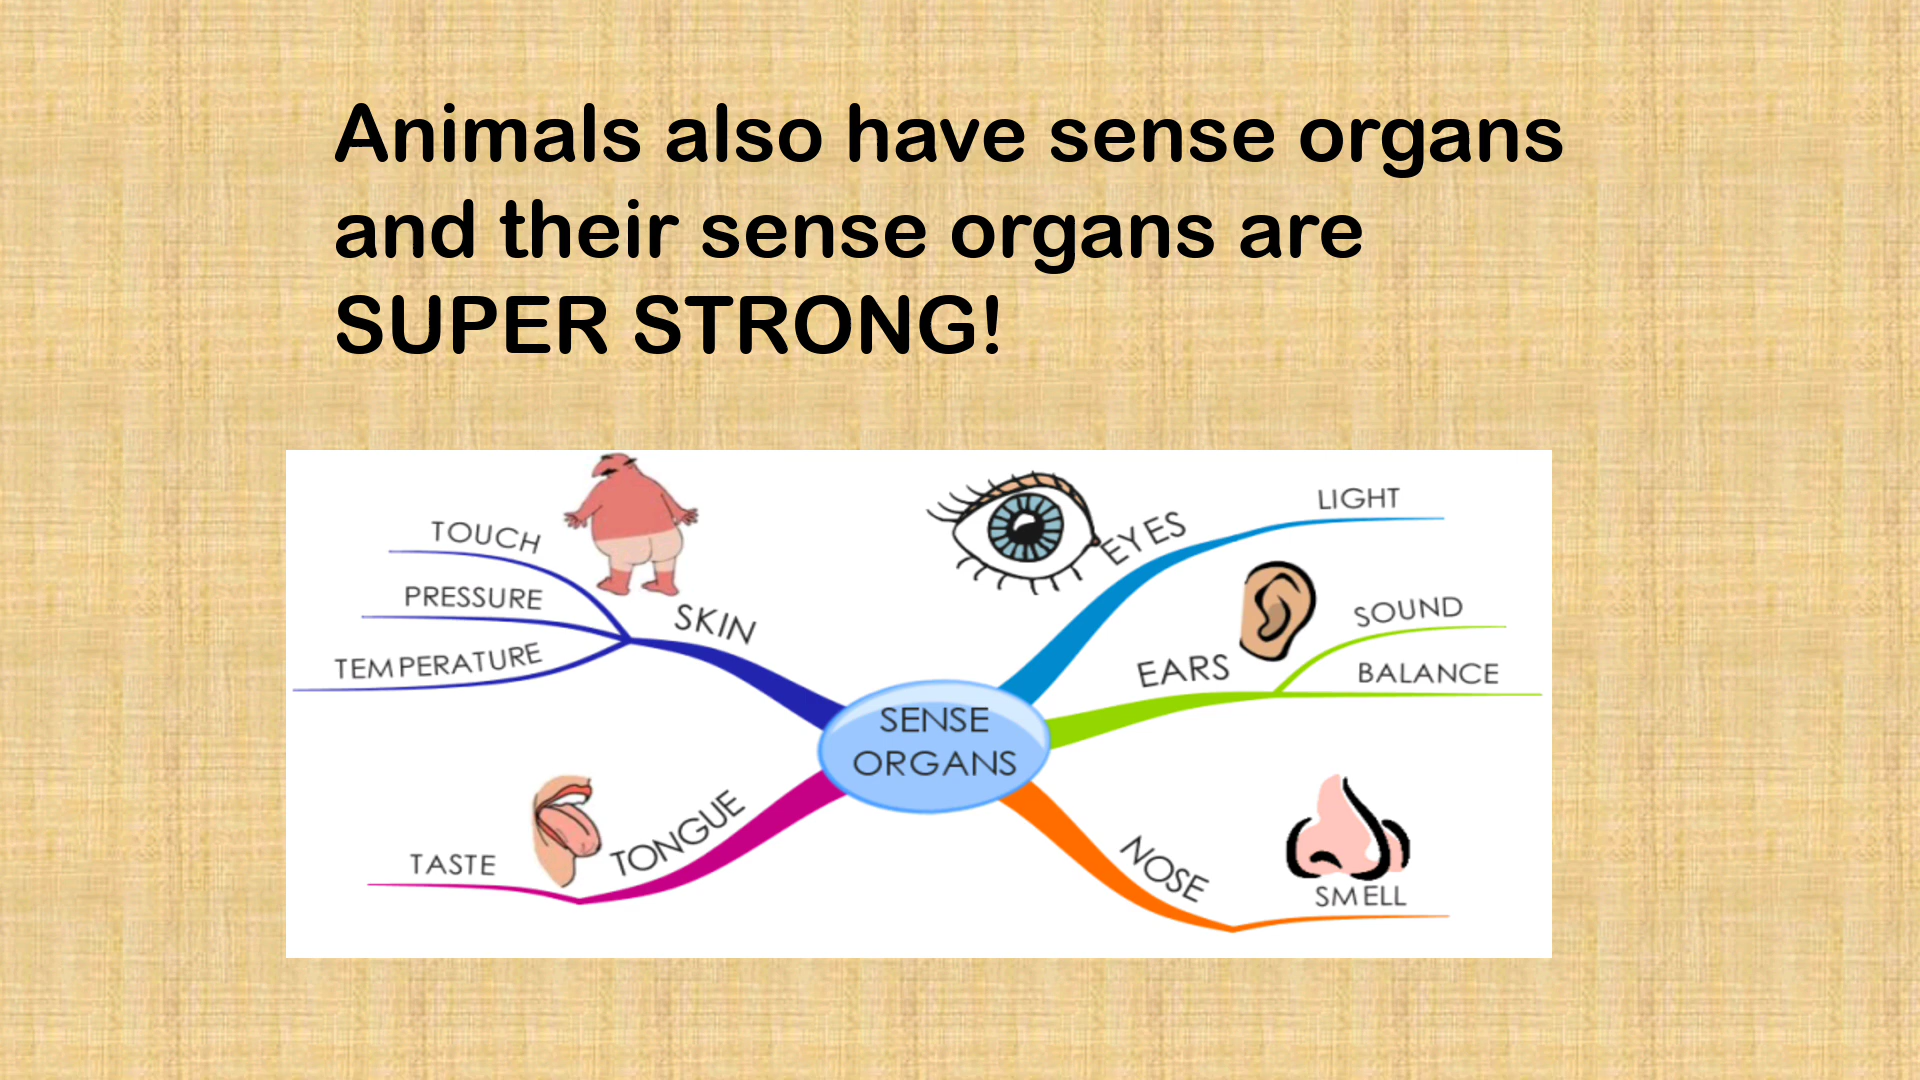 Animals also have sense organs
and their sense organs are
SUPER STRONG!
TOUCH
PRESSURE
TEMPERATURE
SKIN
EYES
LIGHT
EARS
SOUND
BALANCE
SENSE
ORGANS
TASTE
TONGUE
NOSE
SMELL